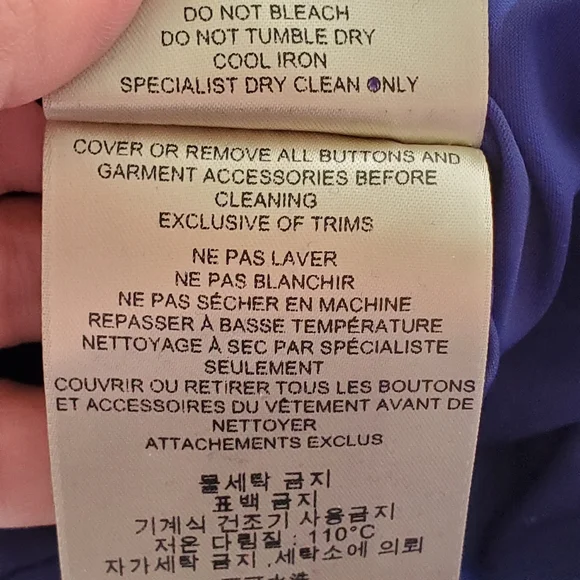 DO NOT BLEACH
DO NOT TUMBLE DRY
COOL IRON
SPECIALIST DRY CLEAN ONLY
COVER OR REMOVE ALL BUTTONS AND
GARMENT ACCESSORIES BEFORE
CLEANING
EXCLUSIVE OF TRIMS
NE PAS LAVER
NE PAS BLANCHIR
NE PAS SÉCHER EN MACHINE
REPASSER À BASSE TEMPÉRATURE
NETTOYAGE À SEC PAR SPÉCIALISTE
SEULEMENT
COUVRIR OU RETIRER TOUS LES BOUTONS
ET ACCESSOIRES DU VÊTEMENT AVANT DE
NETTOYER
ATTACHEMENTS EXCLUS
물세탁 금지
표백 금지
기계식 건조기 사용금지
저온 다림질 : 110°C
자가세탁 금지 ,세탁소에 의뢰